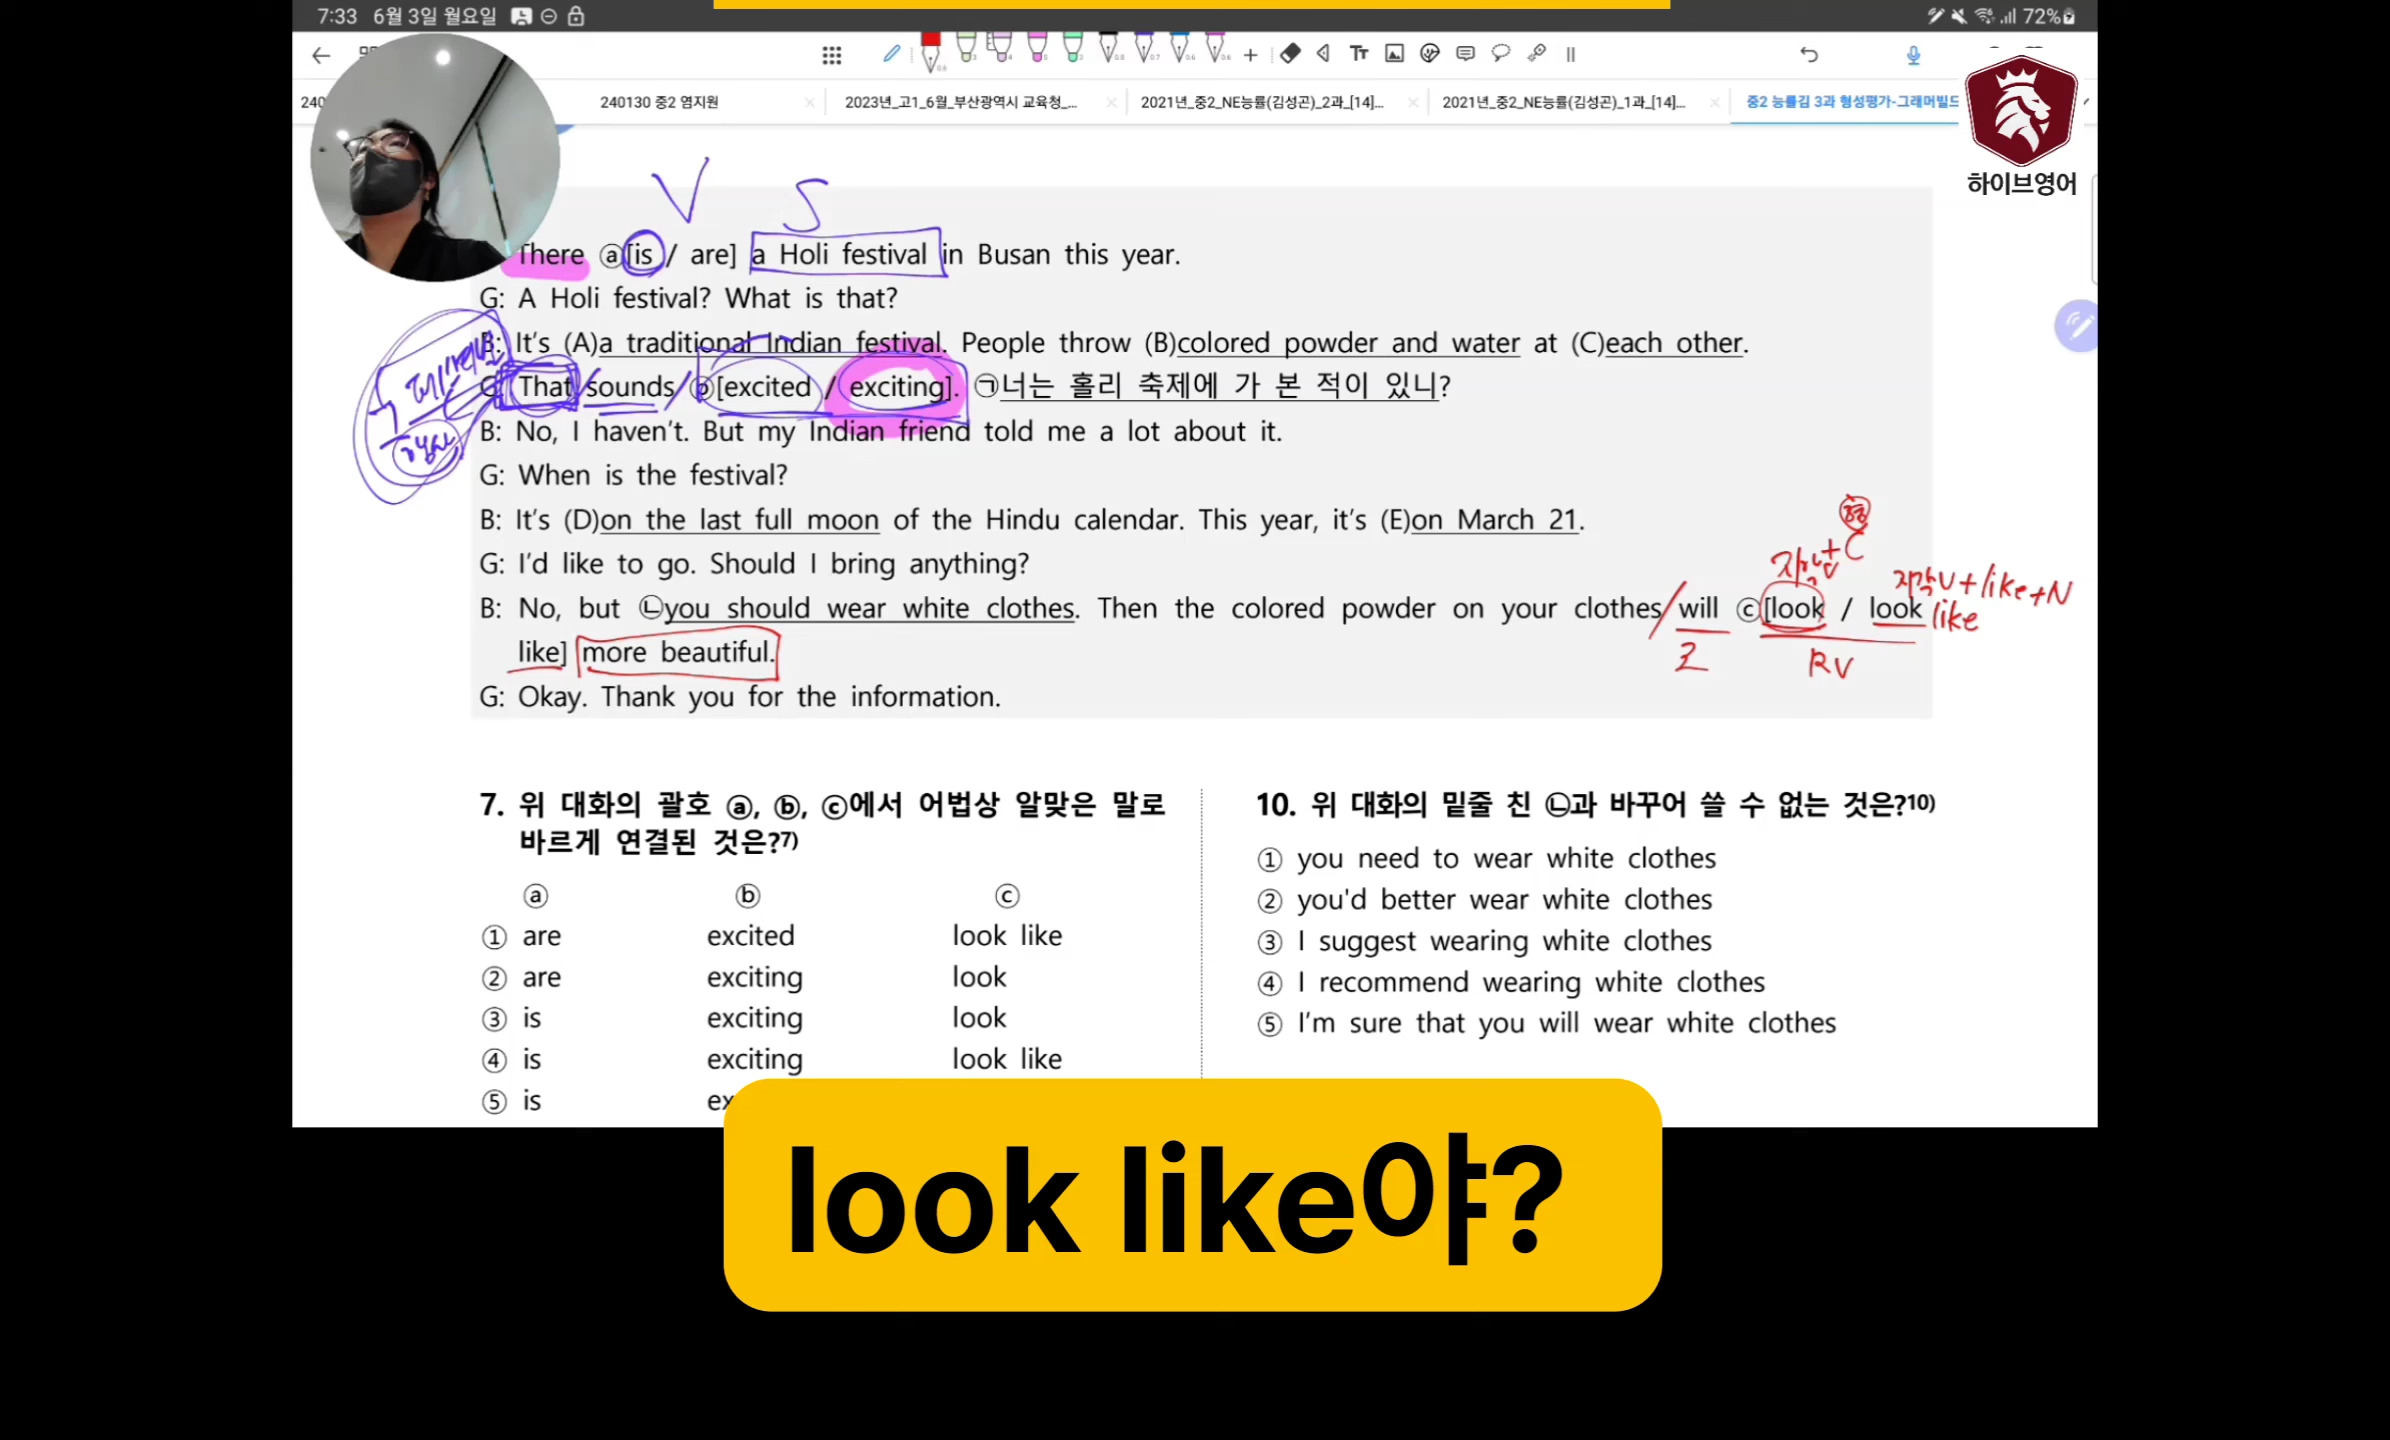 7:33 6월 3일 월요일
72%
240
240130 중2 염지원
2023년_고1_6월_부산광역시 교육청_...
2021년_중2_NE능률(김성곤)_2과_[14]...
2021년_중2_NE능률(김성곤)_1과_[14]...
중2 능률김 3과 형성평가-그래머빌드
하이브영어
V S
There ⓐ[is / are] a Holi festival in Busan this year.
G: A Holi festival? What is that?
B: It's (A)a traditional Indian festival. People throw (B)colored powder and water at (C)each other.
G: That sounds ⓑ[excited / exciting]. ㉠너는 홀리 축제에 가 본 적이 있니?
B: No, I haven't. But my Indian friend told me a lot about it.
G: When is the festival?
B: It's (D)on the last full moon of the Hindu calendar. This year, it's (E)on March 21.
G: I'd like to go. Should I bring anything?
형
지각V+C
지각V+like+N
B: No, but ㉡you should wear white clothes. Then the colored powder on your clothes will ⓒ[look / look
like
like] more beautiful.
조 RV
G: Okay. Thank you for the information.
7. 위 대화의 괄호 ⓐ, ⓑ, ⓒ에서 어법상 알맞은 말로
바르게 연결된 것은?7)
ⓐ ⓑ ⓒ
① are excited look like
② are exciting look
③ is exciting look
④ is exciting look like
⑤ is
10. 위 대화의 밑줄 친 ㉡과 바꾸어 쓸 수 없는 것은?10)
① you need to wear white clothes
② you'd better wear white clothes
③ I suggest wearing white clothes
④ I recommend wearing white clothes
⑤ I'm sure that you will wear white clothes
look like야?